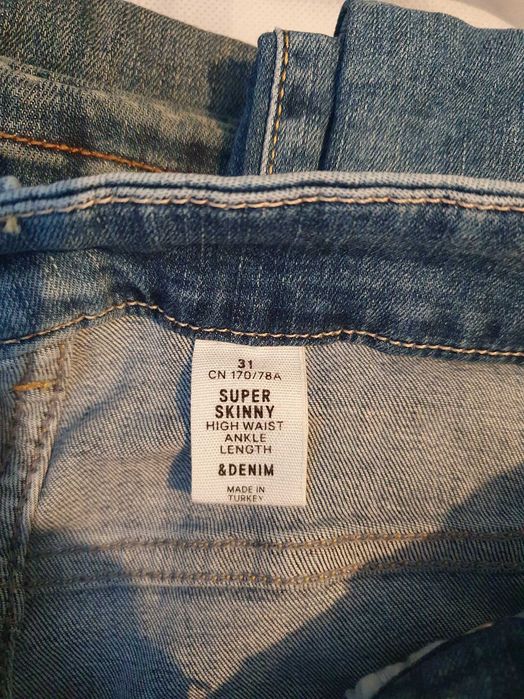 31
CN 170/78A
SUPER
SKINNY
HIGH WAIST
ANKLE
LENGTH
&DENIM
MADE IN
TURKEY